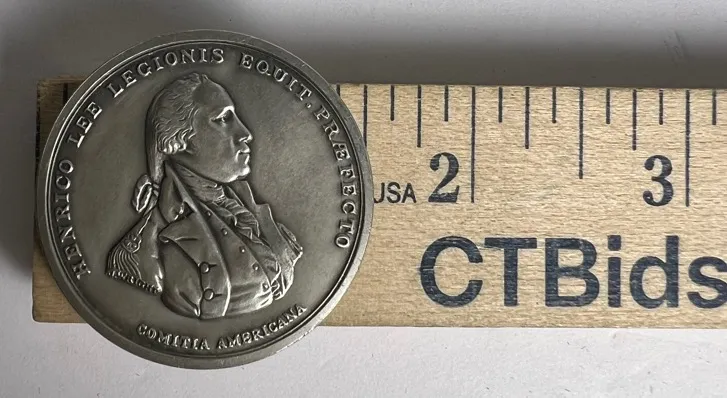 HENRICO LEE LEGIONIS EQUIT. PRÆFECTO
COMITIA AMERICANA
USA 2 3
CTBids